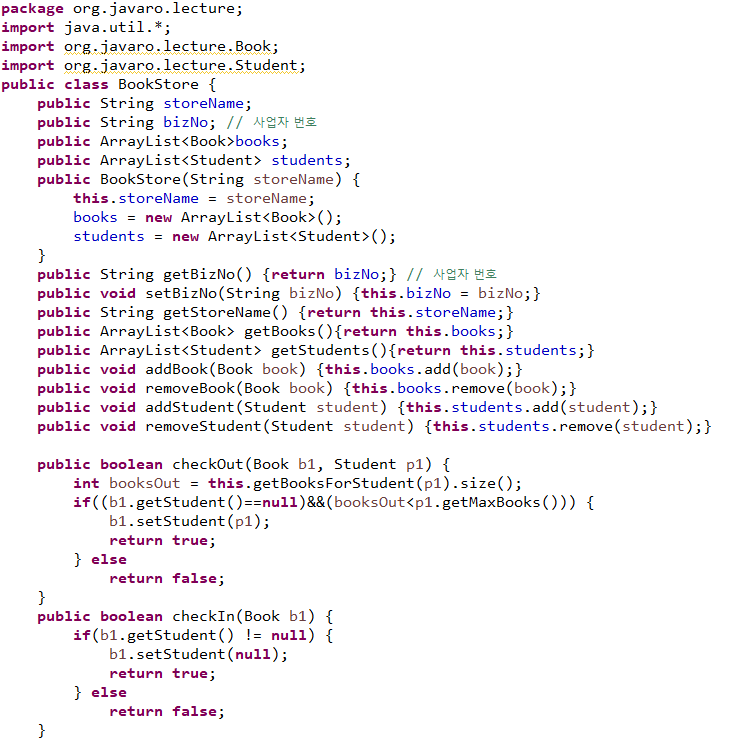 package org.javaro.lecture;
import java.util.*;
import org.javaro.lecture.Book;
import org.javaro.lecture.Student;
public class BookStore {
    public String storeName;
    public String bizNo; // 사업자 번호
    public ArrayList<Book>books;
    public ArrayList<Student> students;
    public BookStore(String storeName) {
        this.storeName = storeName;
        books = new ArrayList<Book>();
        students = new ArrayList<Student>();
    }
    public String getBizNo() {return bizNo;} // 사업자 번호
    public void setBizNo(String bizNo) {this.bizNo = bizNo;}
    public String getStoreName() {return this.storeName;}
    public ArrayList<Book> getBooks(){return this.books;}
    public ArrayList<Student> getStudents(){return this.students;}
    public void addBook(Book book) {this.books.add(book);}
    public void removeBook(Book book) {this.books.remove(book);}
    public void addStudent(Student student) {this.students.add(student);}
    public void removeStudent(Student student) {this.students.remove(student);}

    public boolean checkOut(Book b1, Student p1) {
        int booksOut = this.getBooksForStudent(p1).size();
        if((b1.getStudent()==null)&&(booksOut<p1.getMaxBooks())) {
            b1.setStudent(p1);
            return true;
        } else
            return false;
    }
    public boolean checkIn(Book b1) {
        if(b1.getStudent() != null) {
            b1.setStudent(null);
            return true;
        } else
            return false;
    }